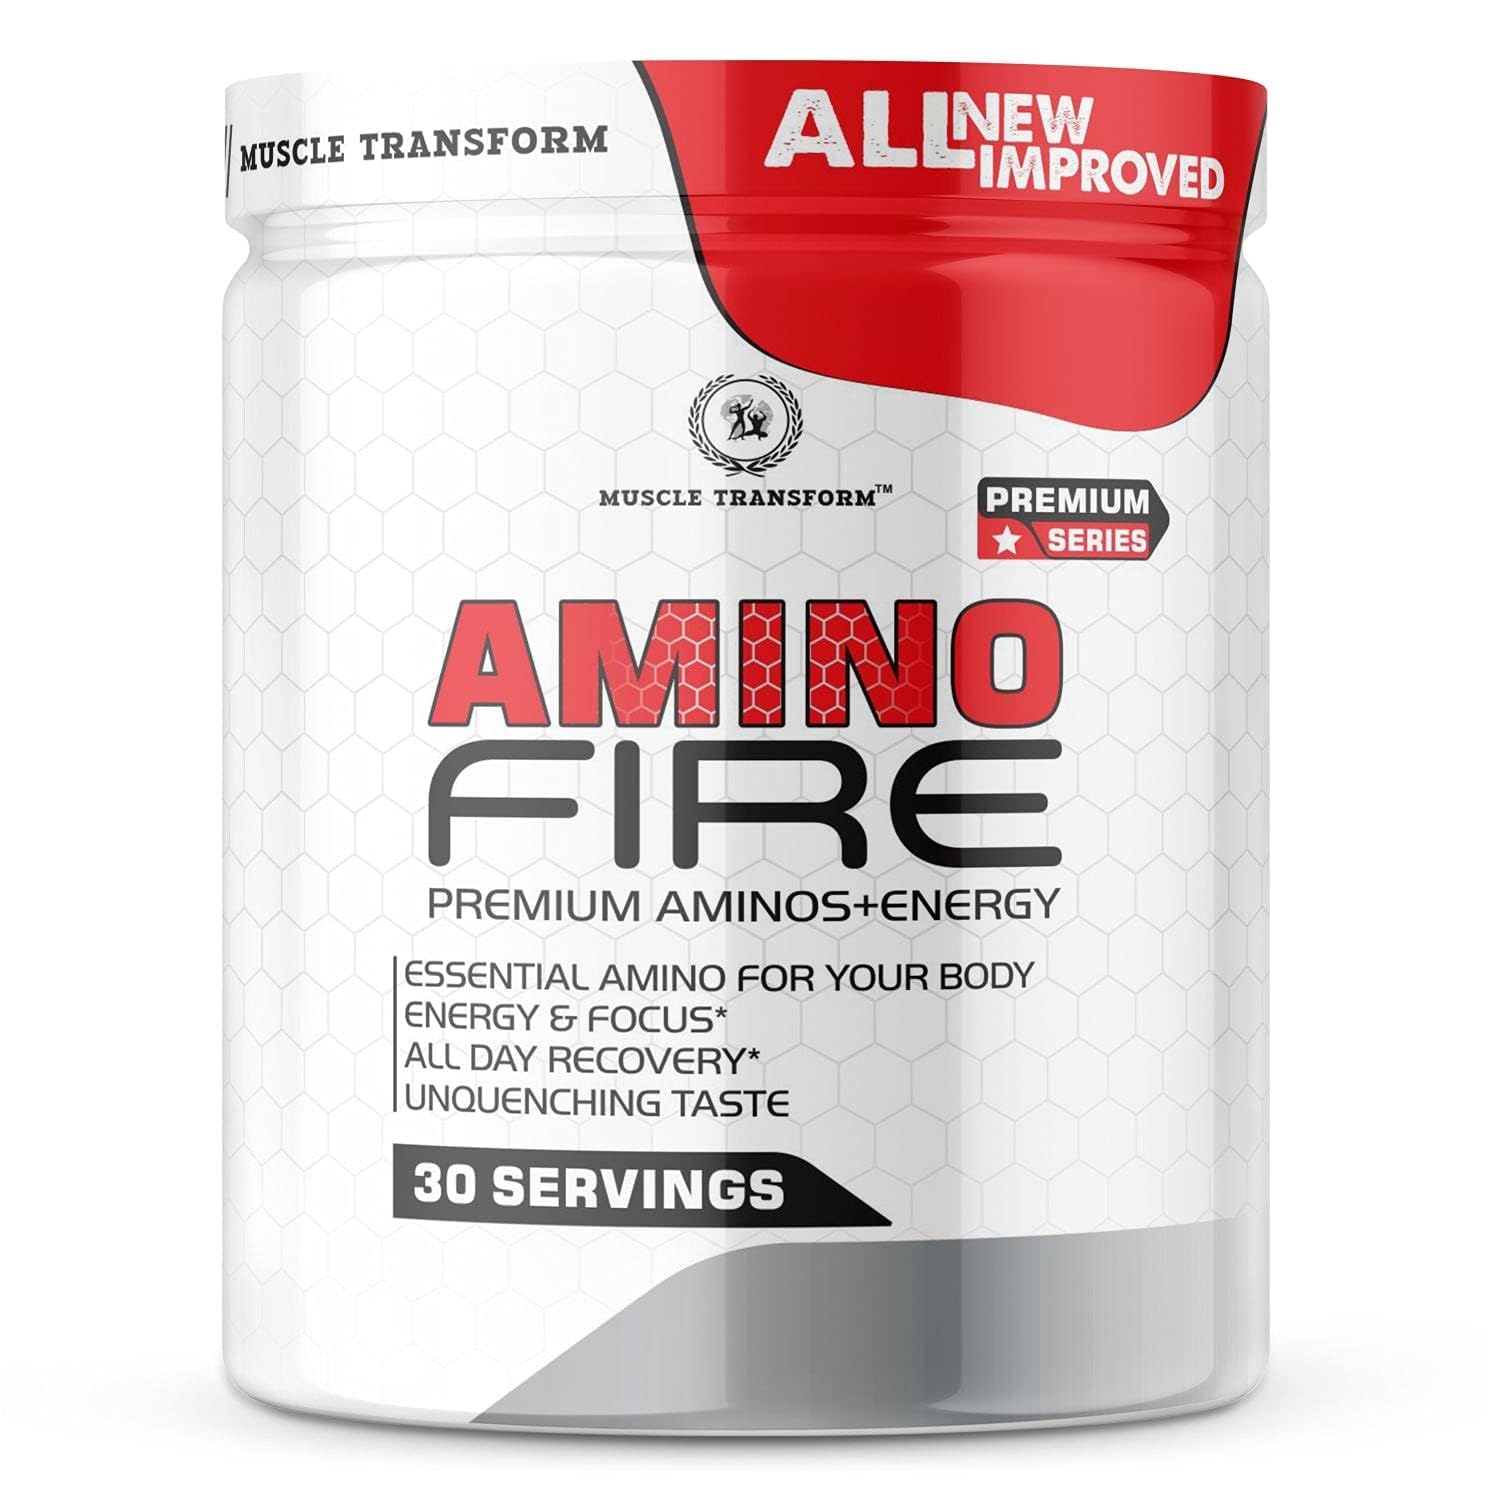 MUSCLE TRANSFORM
ALL NEW
IMPROVED
MUSCLE TRANSFORM™
PREMIUM
SERIES
AMINO
FIRE
PREMIUM AMINOS+ENERGY
ESSENTIAL AMINO FOR YOUR BODY
ENERGY & FOCUS*
ALL DAY RECOVERY*
UNQUENCHING TASTE
30 SERVINGS